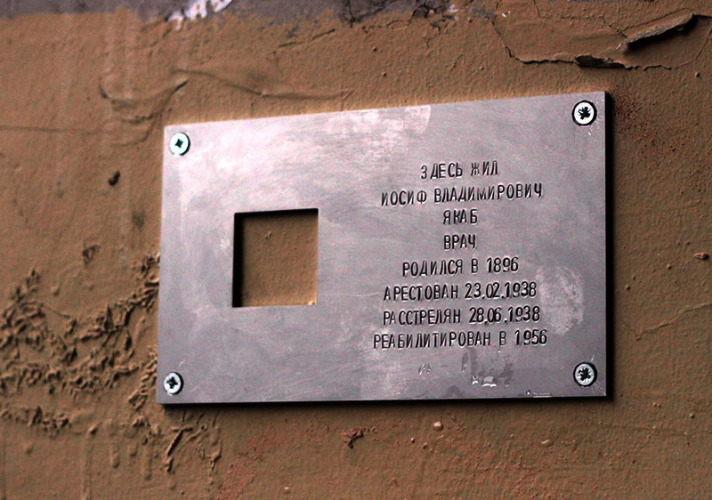 ЗДЕСЬ ЖИЛ
ИОСИФ ВЛАДИМИРОВИЧ
ЯКАБ
ВРАЧ
РОДИЛСЯ В 1896
АРЕСТОВАН 23.02.1938
РАССТРЕЛЯН 28.06.1938
РЕАБИЛИТИРОВАН В 1956